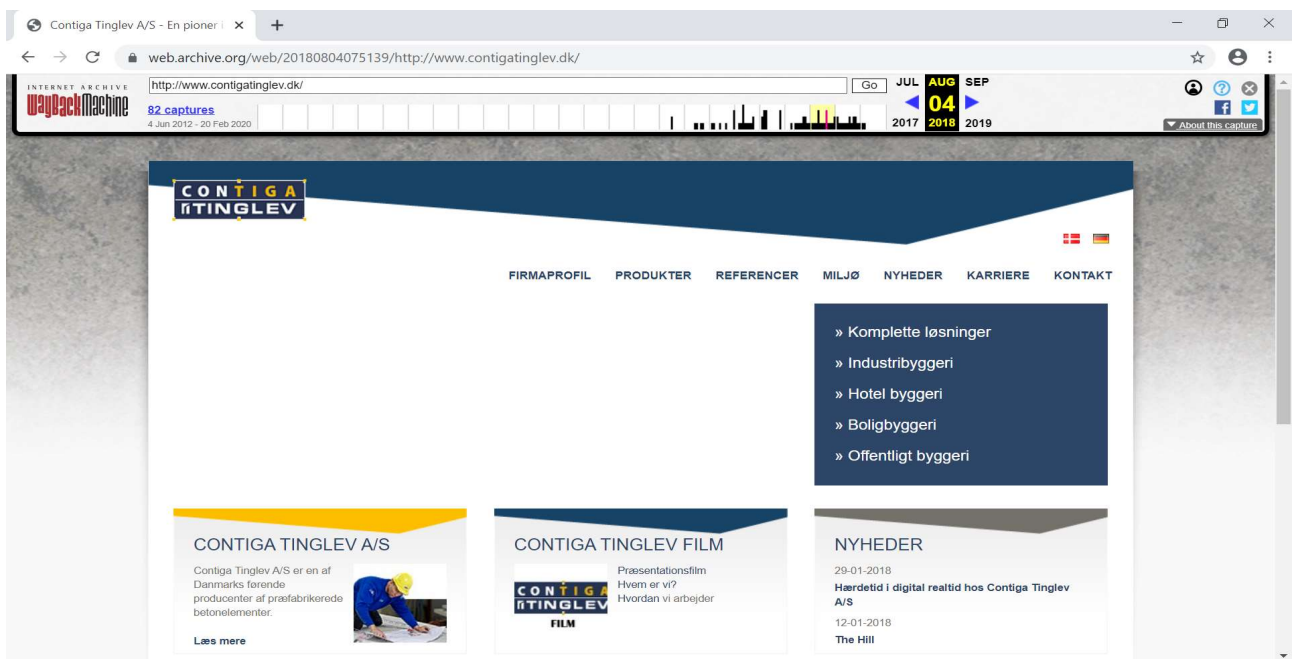 Contiga Tinglev A/S - En pioner i
web.archive.org/web/20180804075139/http://www.contigatinglev.dk/
INTERNET ARCHIVE
WayBackMachine
http://www.contigatinglev.dk/
Go
JUL AUG SEP
82 captures
04
4 Jun 2012 - 20 Feb 2020
2017 2018 2019
About this capture
CONTIGA
TINGLEV
FIRMAPROFIL PRODUKTER REFERENCER MILJØ NYHEDER KARRIERE KONTAKT
» Komplette løsninger
» Industribyggeri
» Hotel byggeri
» Boligbyggeri
» Offentligt byggeri
CONTIGA TINGLEV A/S
Contiga Tinglev A/S er en af
Danmarks førende
producenter af præfabrikerede
betonelementer.
Læs mere
CONTIGA TINGLEV FILM
CONTIGA
TINGLEV
FILM
Præsentationsfilm
Hvem er vi?
Hvordan vi arbejder
NYHEDER
29-01-2018
Hærdetid i digital realtid hos Contiga Tinglev
A/S
12-01-2018
The Hill